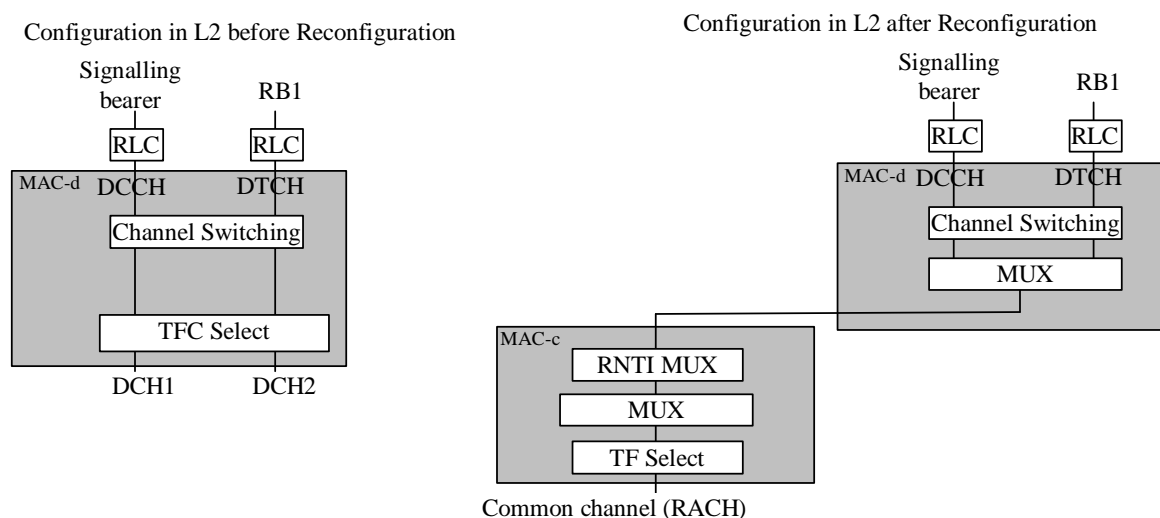 Configuration in L2 before Reconfiguration
Signalling
bearer
RB1
RLC
RLC
MAC-d
DCCH
DTCH
Channel Switching
TFC Select
DCH1
DCH2
Configuration in L2 after Reconfiguration
Signalling
bearer
RB1
RLC
RLC
MAC-d
DCCH
DTCH
Channel Switching
MUX
MAC-c
RNTI MUX
MUX
TF Select
Common channel (RACH)